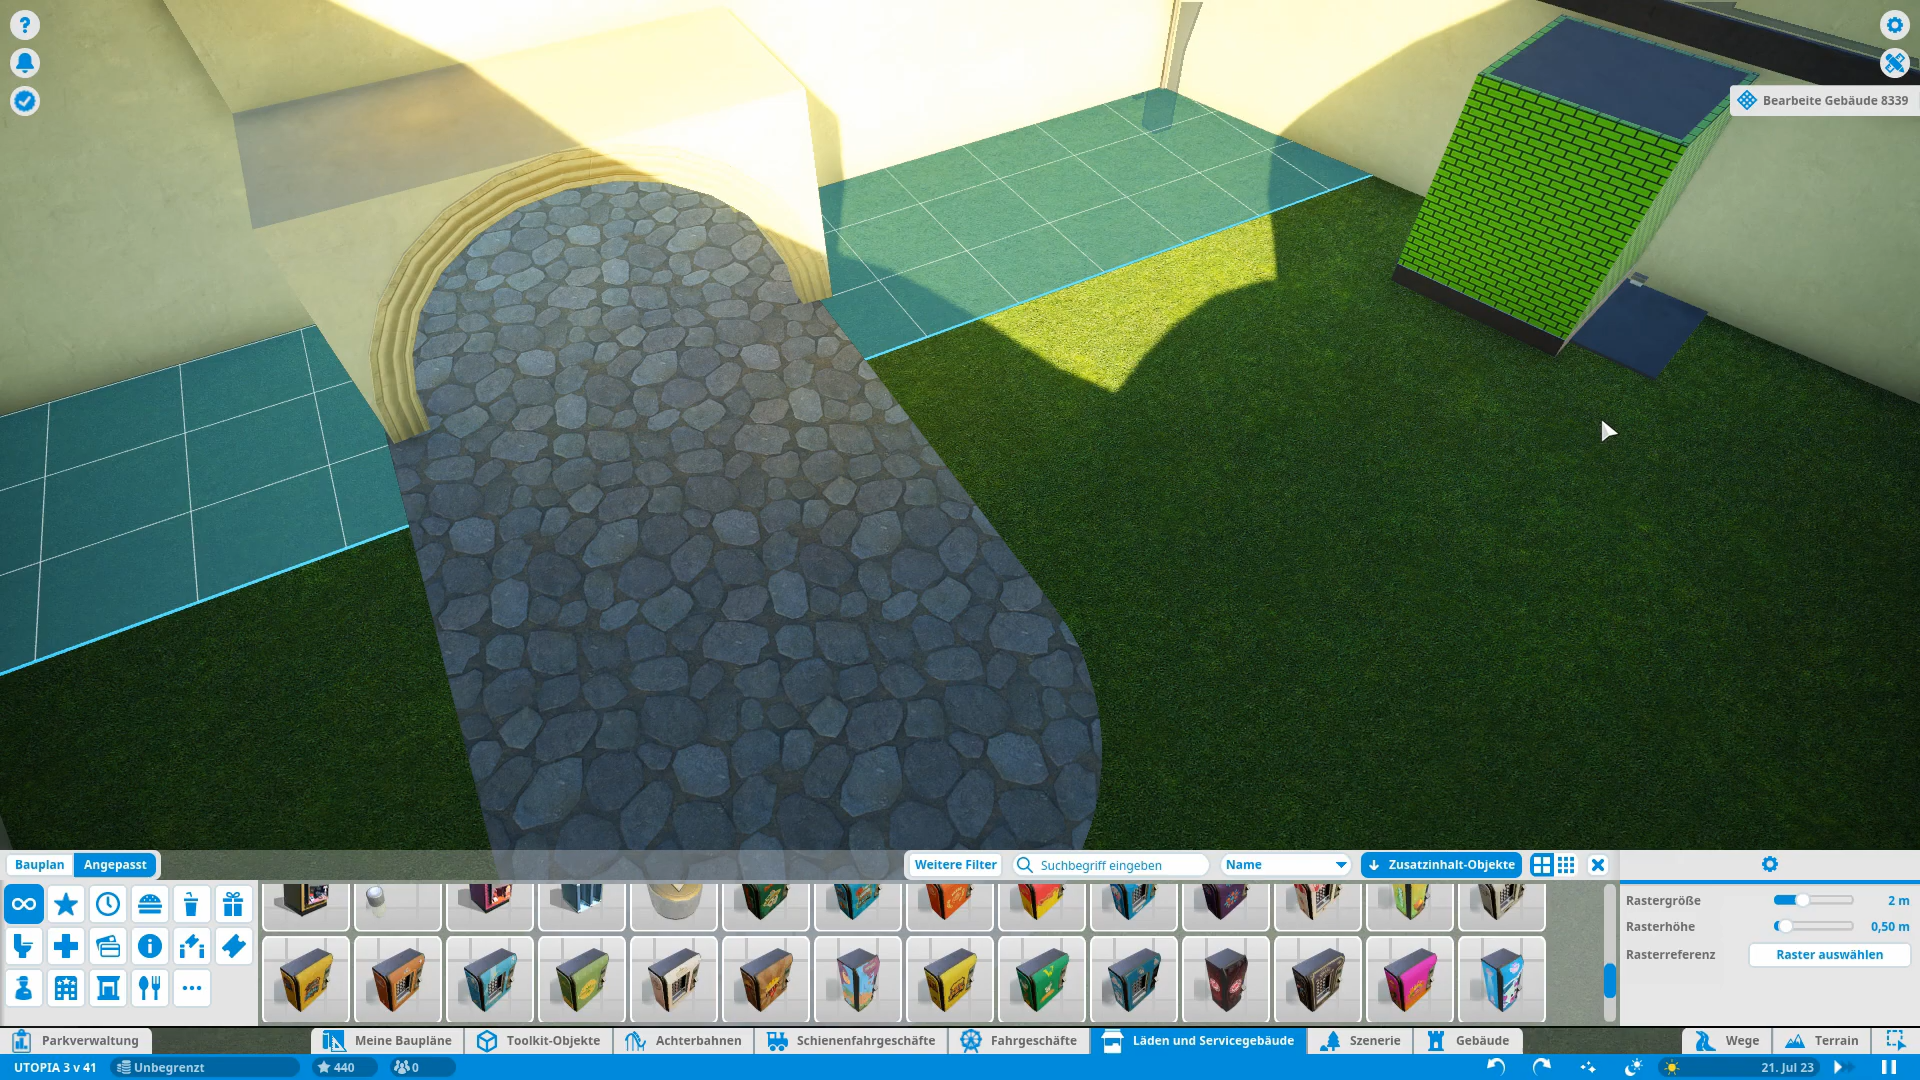 ?
Bearbeite Gebäude 8339
Bauplan Angepasst
Weitere Filter Suchbegriff eingeben Name Zusatzinhalt-Objekte
Rastergröße 2 m
Rasterhöhe 0,50 m
Rasterreferenz Raster auswählen
Parkverwaltung Meine Baupläne Toolkit-Objekte Achterbahnen Schienenfahrgeschäfte Fahrgeschäfte Läden und Servicegebäude Szenerie Gebäude Wege Terrain
UTOPIA 3 v 41 Unbegrenzt 440 0 21. Jul 23